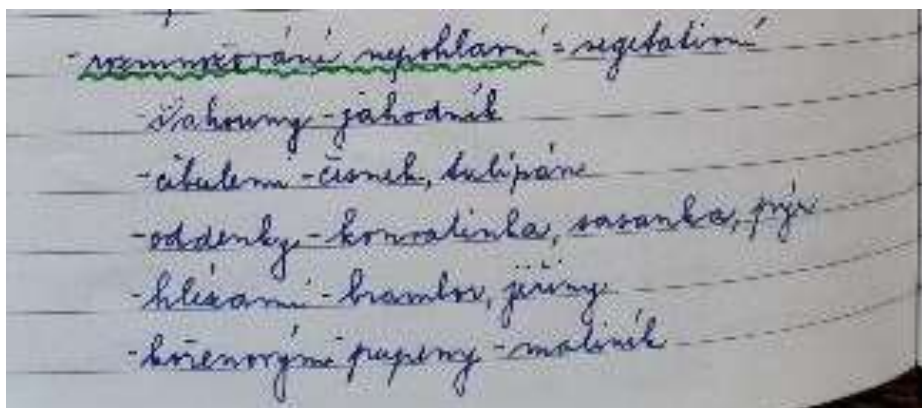 -rozmnožování nepohlavní = vegetativní
-šlahouny - jahodník
-cibulemi - česnek, tulipán
-oddenky - konvalinka, sasanka, pýr
-hlízami - brambor, jiřiny
-kořenovými pupeny - maliník